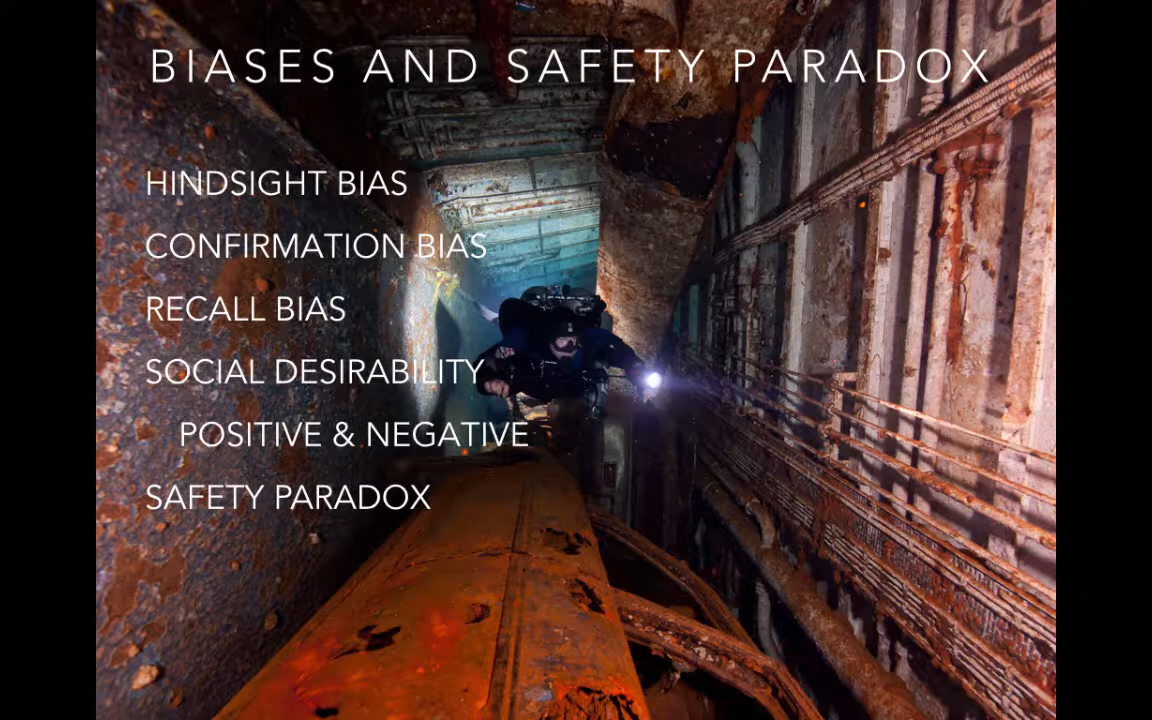 BIASES AND SAFETY PARADOX
HINDSIGHT BIAS
CONFIRMATION BIAS
RECALL BIAS
SOCIAL DESIRABILITY
POSITIVE & NEGATIVE
SAFETY PARADOX